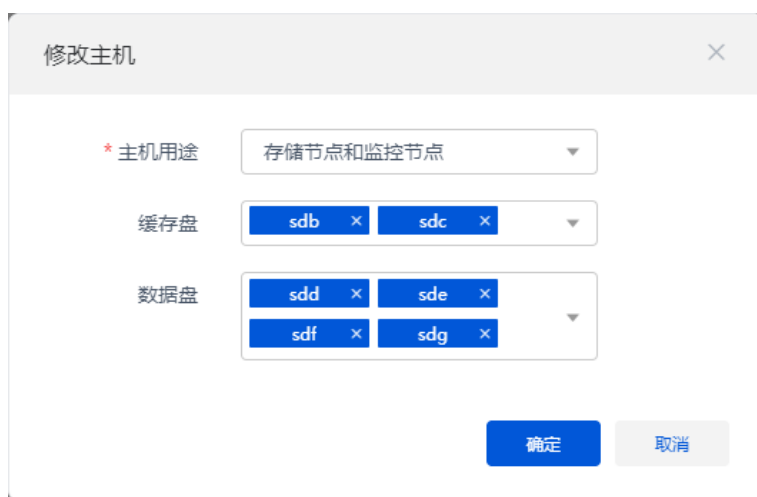 修改主机 ×
* 主机用途 存储节点和监控节点
缓存盘 sdb × sdc ×
数据盘 sdd × sde ×
sdf × sdg ×
确定 取消